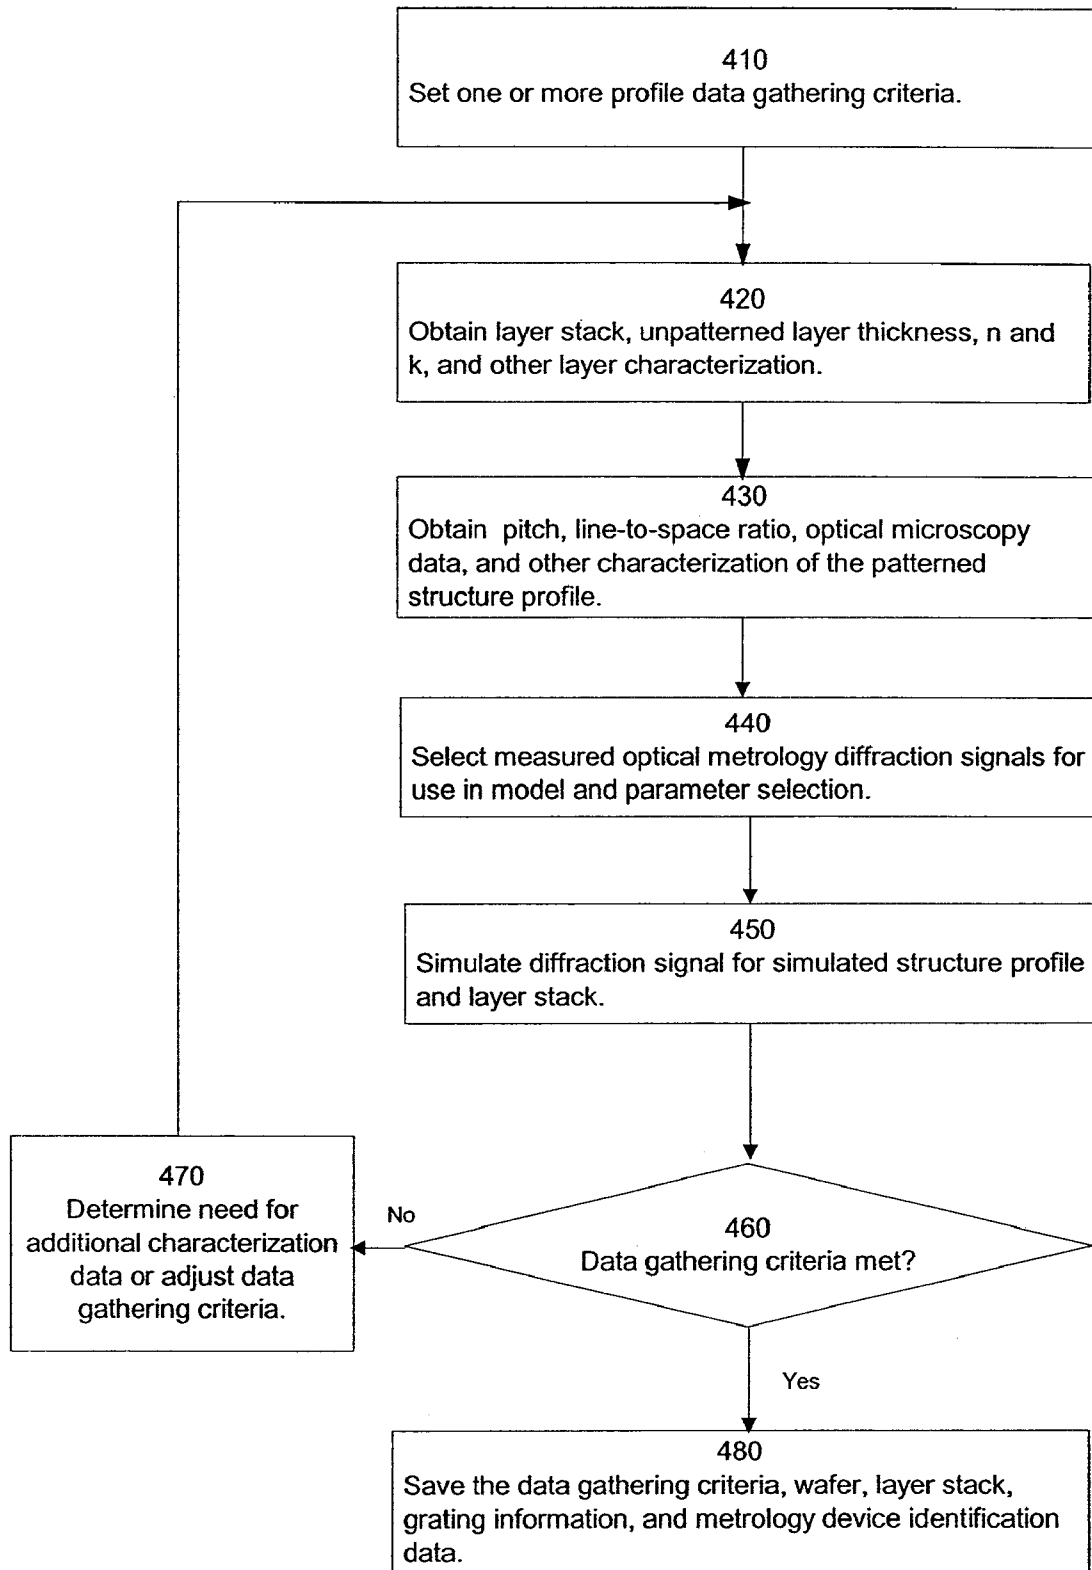 410
Set one or more profile data gathering criteria.
420
Obtain layer stack, unpatterned layer thickness, n and
k, and other layer characterization.
430
Obtain pitch, line-to-space ratio, optical microscopy
data, and other characterization of the patterned
structure profile.
440
Select measured optical metrology diffraction signals for
use in model and parameter selection.
450
Simulate diffraction signal for simulated structure profile
and layer stack.
460
Data gathering criteria met?
No
470
Determine need for
additional characterization
data or adjust data
gathering criteria.
Yes
480
Save the data gathering criteria, wafer, layer stack,
grating information, and metrology device identification
data.